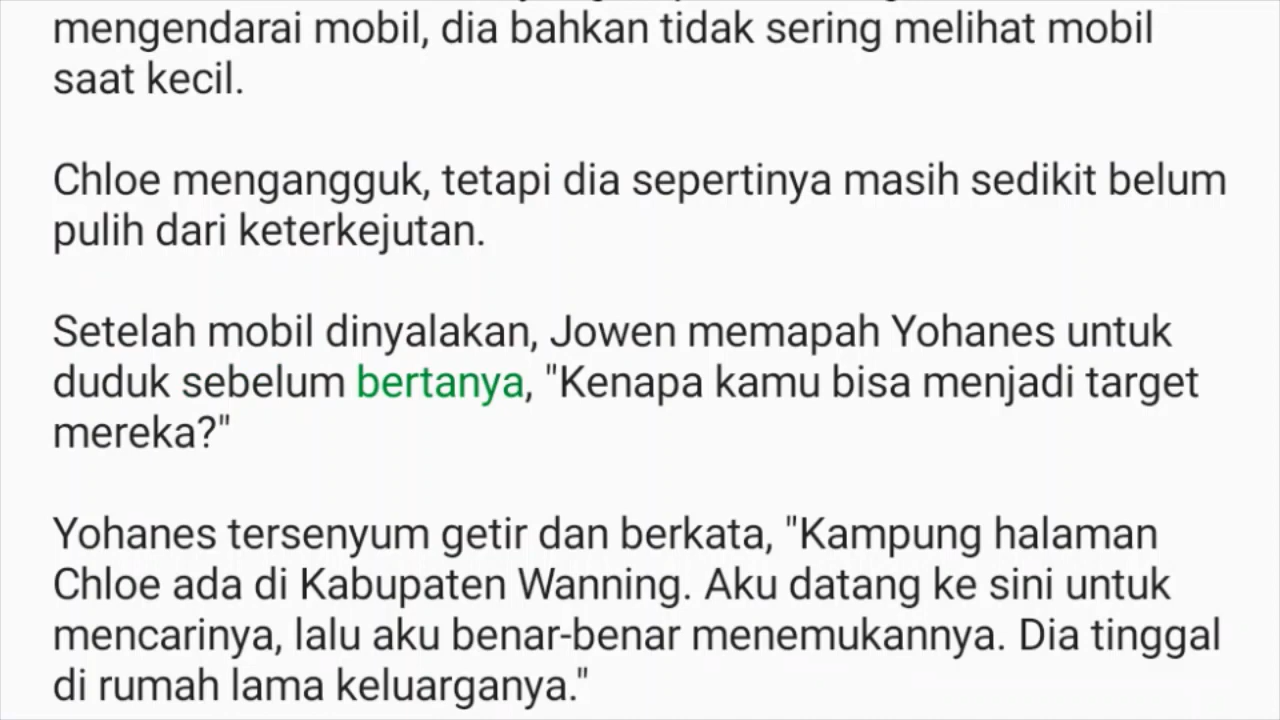 mengendarai mobil, dia bahkan tidak sering melihat mobil
saat kecil.
Chloe mengangguk, tetapi dia sepertinya masih sedikit belum
pulih dari keterkejutan.
Setelah mobil dinyalakan, Jowen memapah Yohanes untuk
duduk sebelum bertanya, "Kenapa kamu bisa menjadi target
mereka?"
Yohanes tersenyum getir dan berkata, "Kampung halaman
Chloe ada di Kabupaten Wanning. Aku datang ke sini untuk
mencarinya, lalu aku benar-benar menemukannya. Dia tinggal
di rumah lama keluarganya."